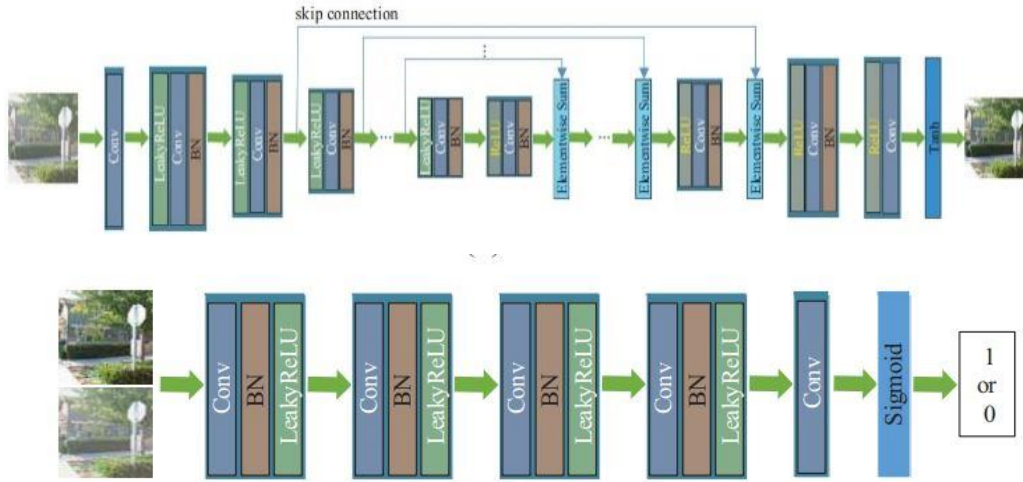 skip connection
Conv
LeakyReLU
Conv
BN
LeakyReLU
Conv
BN
LeakyReLU
Conv
BN
LeakyReLU
Conv
BN
ReLU
Conv
BN
Elementwise Sum
Elementwise Sum
ReLU
Conv
BN
Elementwise Sum
ReLU
Conv
BN
ReLU
Conv
Tanh
Conv
BN
LeakyReLU
Conv
BN
LeakyReLU
Conv
BN
LeakyReLU
Conv
BN
LeakyReLU
Conv
Sigmoid
1
or
0